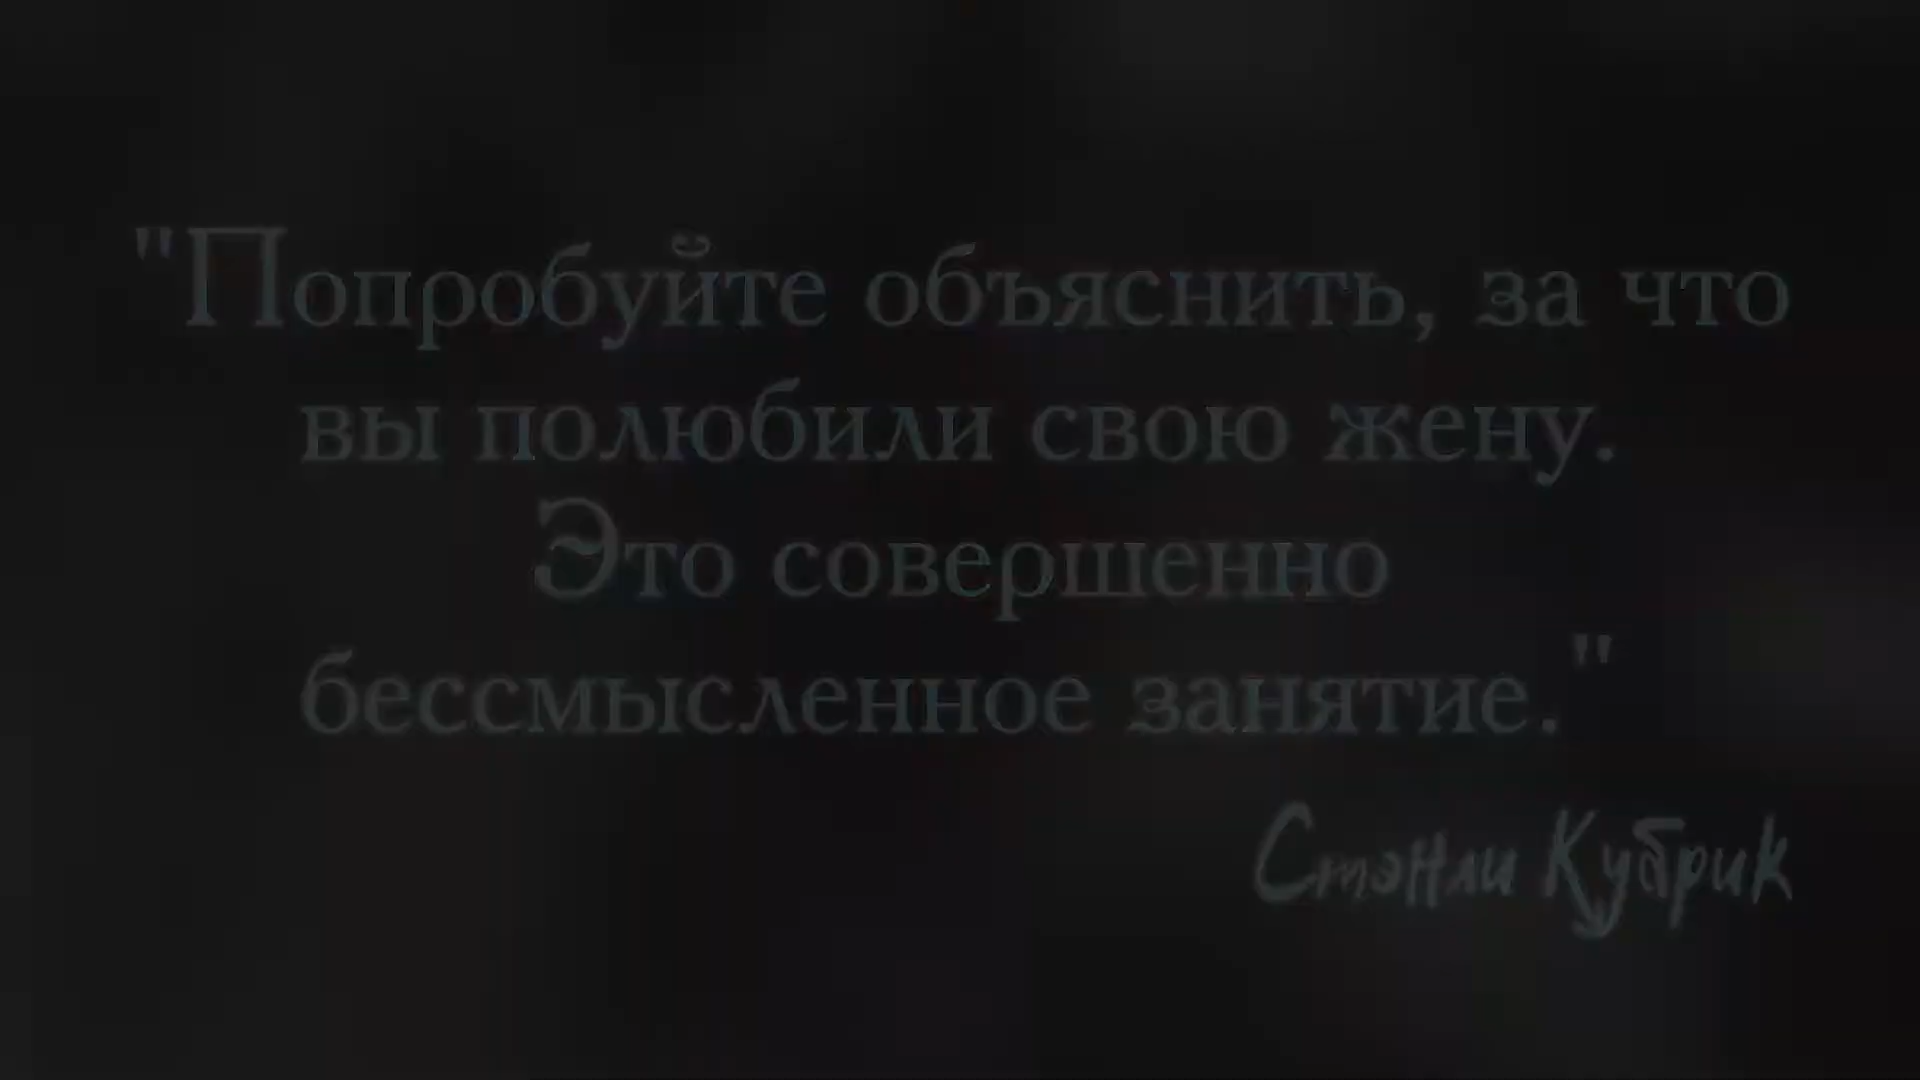 "Попробуйте объяснить, за что
вы полюбили свою жену.
Это совершенно
бессмысленное занятие."
Стэнли Кубрик